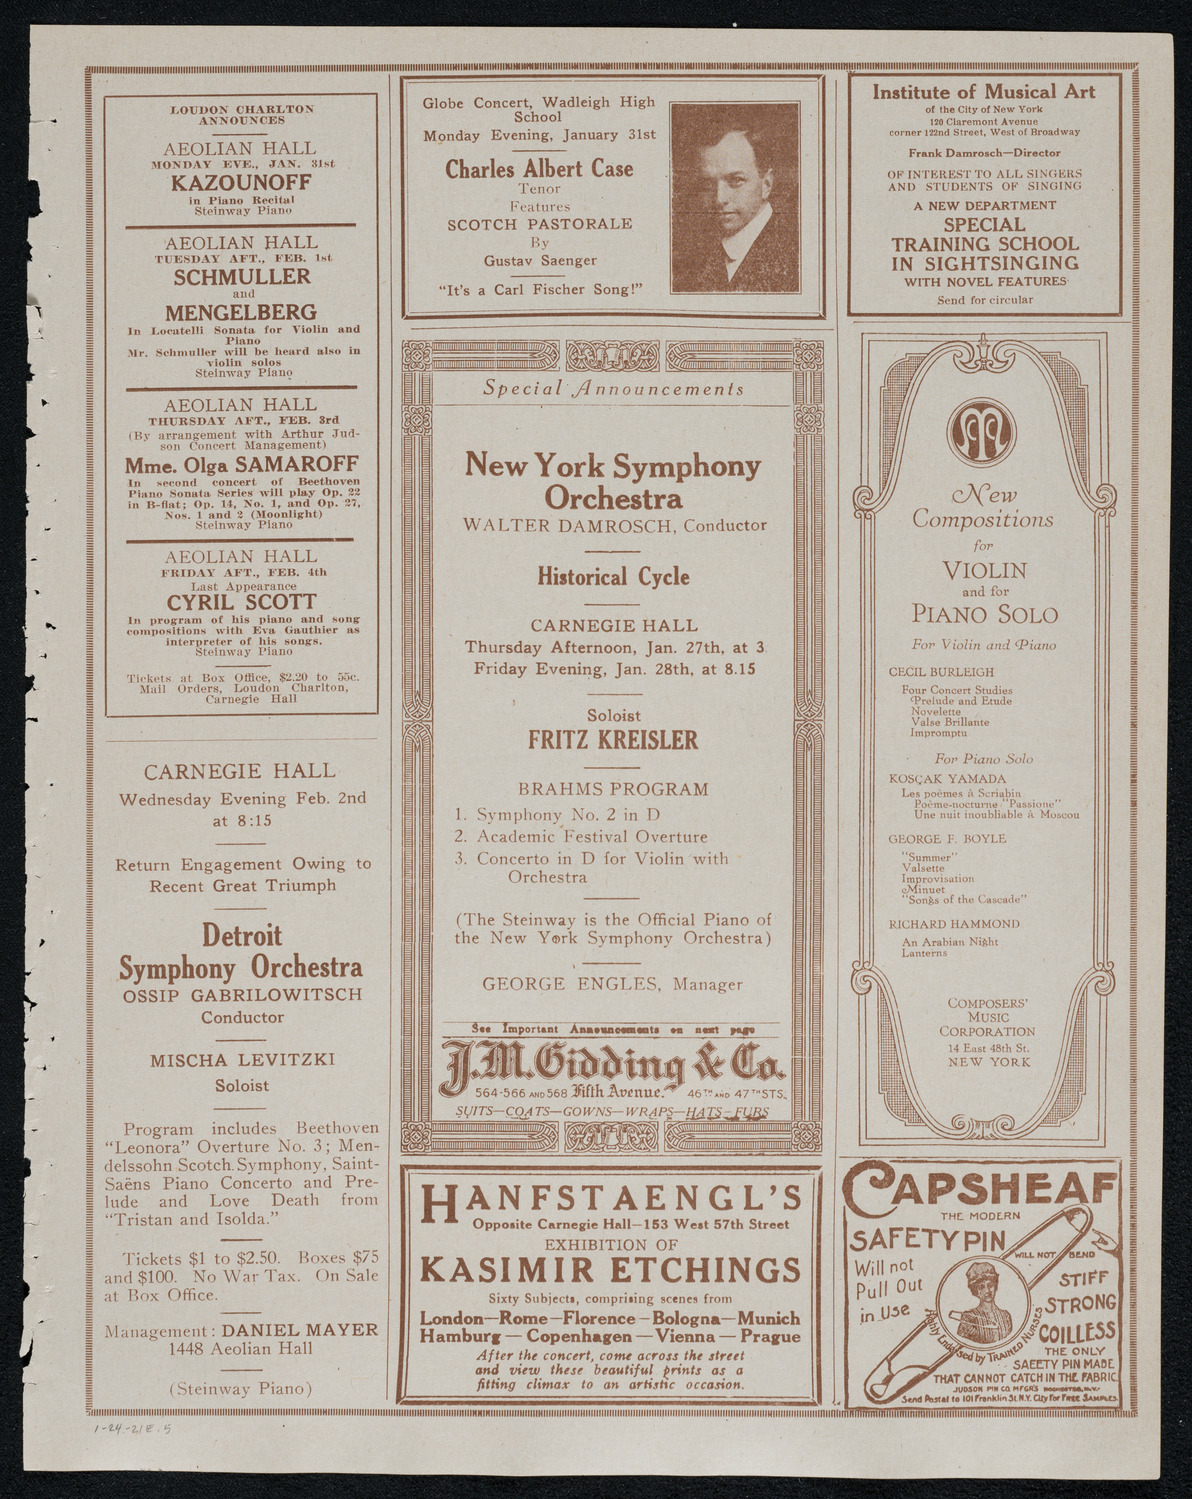 LOUDON CHARLTON
ANNOUNCES
AEOLIAN HALL
MONDAY EVE., JAN. 31st
KAZOUNOFF
in Piano Recital
Steinway Piano
AEOLIAN HALL
TUESDAY AFT., FEB. 1st
SCHMULLER
and
MENGELBERG
In Locatelli Sonata for Violin and
Piano
Mr. Schmuller will be heard also in
violin solos
Steinway Piano
AEOLIAN HALL
THURSDAY AFT., FEB. 3rd
(By arrangement with Arthur Jud-
son Concert Management)
Mme. Olga SAMAROFF
In second concert of Beethoven
Piano Sonata Series will play Op. 22
in B-flat; Op. 14, No. 1, and Op. 27,
Nos. 1 and 2 (Moonlight)
Steinway Piano
AEOLIAN HALL
FRIDAY AFT., FEB. 4th
Last Appearance
CYRIL SCOTT
In program of his piano and song
compositions with Eva Gauthier as
interpreter of his songs.
Steinway Piano
Tickets at Box Office, $2.20 to 55c.
Mail Orders, Loudon Charlton,
Carnegie Hall
CARNEGIE HALL
Wednesday Evening Feb. 2nd
at 8:15
Return Engagement Owing to
Recent Great Triumph
Detroit
Symphony Orchestra
OSSIP GABRILOWITSCH
Conductor
MISCHA LEVITZKI
Soloist
Program includes Beethoven
"Leonora" Overture No. 3; Men-
delssohn Scotch Symphony, Saint-
Saëns Piano Concerto and Pre-
lude and Love Death from
"Tristan and Isolda."
Tickets $1 to $2.50. Boxes $75
and $100. No War Tax. On Sale
at Box Office.
Management: DANIEL MAYER
1448 Aeolian Hall
(Steinway Piano)
Globe Concert, Wadleigh High
School
Monday Evening, January 31st
Charles Albert Case
Tenor
Features
SCOTCH PASTORALE
By
Gustav Saenger
"It's a Carl Fischer Song!"
Special Announcements
New York Symphony
Orchestra
WALTER DAMROSCH, Conductor
Historical Cycle
CARNEGIE HALL
Thursday Afternoon, Jan. 27th, at 3
Friday Evening, Jan. 28th, at 8.15
Soloist
FRITZ KREISLER
BRAHMS PROGRAM
1. Symphony No. 2 in D
2. Academic Festival Overture
3. Concerto in D for Violin with
Orchestra
(The Steinway is the Official Piano of
the New York Symphony Orchestra)
GEORGE ENGLES, Manager
See Important Announcements on next page
J.M. Gidding & Co.
564-566 AND 568 Fifth Avenue. 46TH AND 47TH STS.
SUITS—COATS—GOWNS—WRAPS—HATS—FURS
HANFSTAENGL'S
Opposite Carnegie Hall—153 West 57th Street
EXHIBITION OF
KASIMIR ETCHINGS
Sixty Subjects, comprising scenes from
London—Rome—Florence—Bologna—Munich
Hamburg—Copenhagen—Vienna—Prague
After the concert, come across the street
and view these beautiful prints as a
fitting climax to an artistic occasion.
Institute of Musical Art
of the City of New York
120 Claremont Avenue
corner 122nd Street, West of Broadway
Frank Damrosch—Director
OF INTEREST TO ALL SINGERS
AND STUDENTS OF SINGING
A NEW DEPARTMENT
SPECIAL
TRAINING SCHOOL
IN SIGHTSINGING
WITH NOVEL FEATURES
Send for circular
New
Compositions
for
VIOLIN
and for
PIANO SOLO
For Violin and Piano
CECIL BURLEIGH
Four Concert Studies
Prelude and Etude
Novelette
Valse Brillante
Impromptu
For Piano Solo
KOSÇAK YAMADA
Les poèmes à Scriabin
Poème-nocturne "Passione"
Une nuit inoubliable à Moscou
GEORGE F. BOYLE
"Summer"
Valsette
Improvisation
Minuet
"Songs of the Cascade"
RICHARD HAMMOND
An Arabian Night
Lanterns
COMPOSERS'
MUSIC
CORPORATION
14 East 48th St.
NEW YORK
CAPSHEAF
THE MODERN
SAFETY PIN
WILL NOT BEND
Will not
Pull Out
in Use
STIFF
STRONG
COILLESS
Highly Endorsed by TRAINED NURSES
THE ONLY
SAFETY PIN MADE
THAT CANNOT CATCH IN THE FABRIC.
JUDSON PIN CO. MFGR'S ROCHESTER, N.Y.
Send Postal to 101 Franklin St. N.Y. City for FREE SAMPLES.
1-24-21E.5